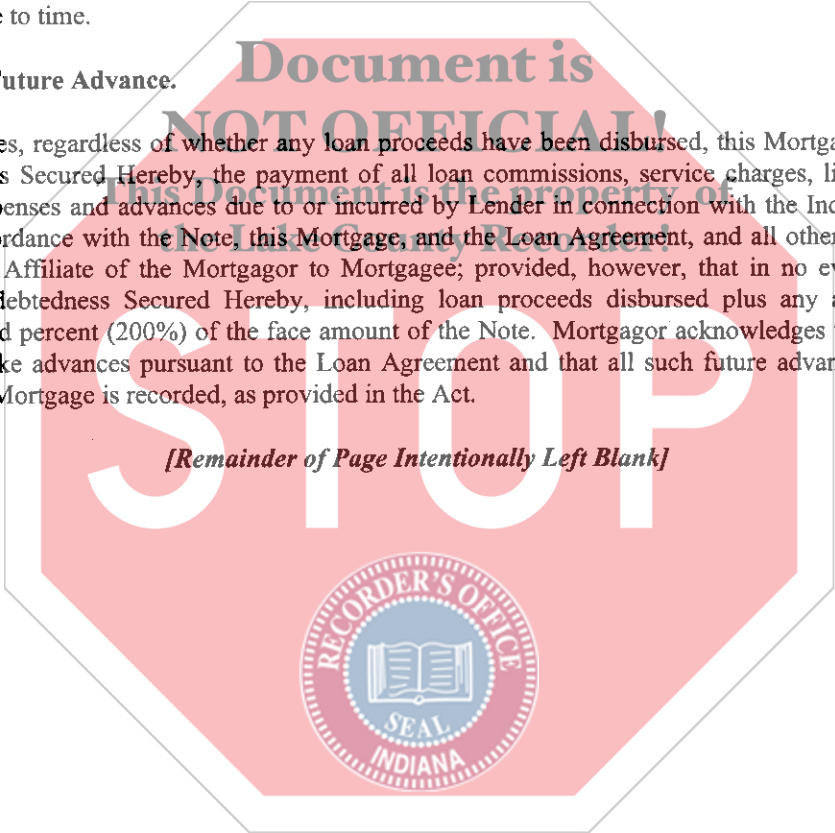 e to time.
Future Advance.
es, regardless of whether any loan proceeds have been disbursed, this Mortga
s Secured Hereby, the payment of all loan commissions, service charges, li
penses and advances due to or incurred by Lender in connection with the Ind
ordance with the Note, this Mortgage, and the Loan Agreement, and all other
Affiliate of the Mortgagor to Mortgagee; provided, however, that in no ev
debtedness Secured Hereby, including loan proceeds disbursed plus any a
d percent (200%) of the face amount of the Note. Mortgagor acknowledges
ke advances pursuant to the Loan Agreement and that all such future advan
Mortgage is recorded, as provided in the Act.
[Remainder of Page Intentionally Left Blank]
Document is
NOT OFFICIAL!
This Document is the property of
the Lake County Recorder!
STOP
RECORDER'S OFFICE
SEAL
INDIANA